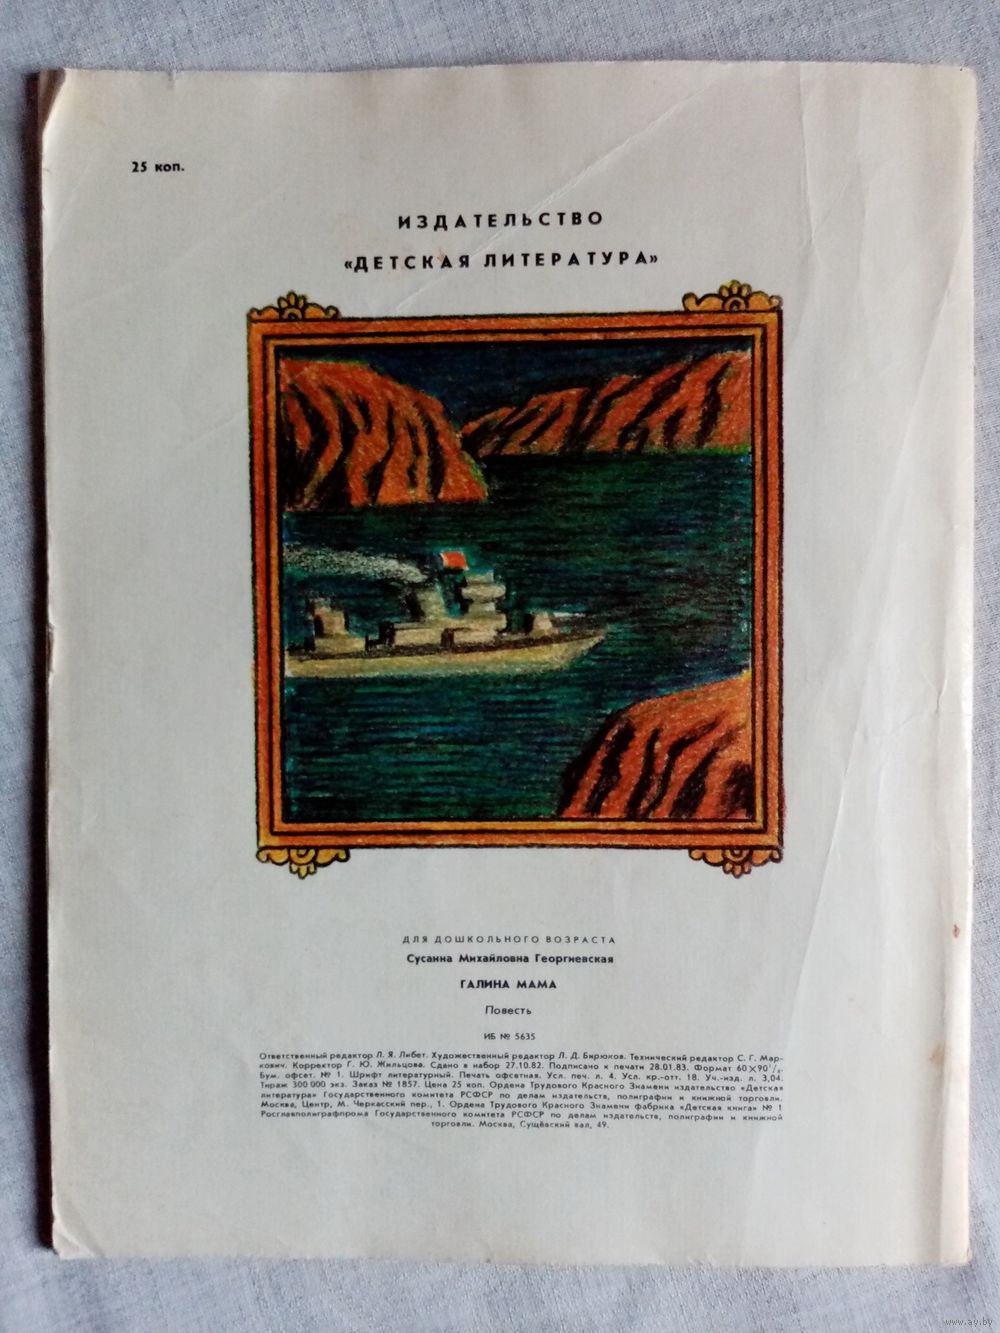 25 коп.
ИЗДАТЕЛЬСТВО
«ДЕТСКАЯ ЛИТЕРАТУРА»
ДЛЯ ДОШКОЛЬНОГО ВОЗРАСТА
Сусанна Михайловна Георгиевская
ГАЛИНА МАМА
Повесть
ИБ № 5635
Ответственный редактор Л. Я. Либет. Художественный редактор Л. Д. Бирюков. Технический редактор С. Г. Мар-
кович. Корректор Г. Ю. Жильцова. Сдано в набор 27.10.82. Подписано к печати 28.01.83. Формат 60×90¹/₈.
Бум. офсет. № 1. Шрифт литературный. Печать офсетная. Усл. печ. л. 4. Усл. кр.-отт. 18. Уч.-изд. л. 3,04.
Тираж 300 000 экз. Заказ № 1857. Цена 25 коп. Ордена Трудового Красного Знамени издательство «Детская
литература» Государственного комитета РСФСР по делам издательств, полиграфии и книжной торговли.
Москва, Центр, М. Черкасский пер., 1. Ордена Трудового Красного Знамени фабрика «Детская книга» № 1
Росглавполиграфпрома Государственного комитета РСФСР по делам издательств, полиграфии и книжной
торговли. Москва, Сущёвский вал, 49.
www.ay.by